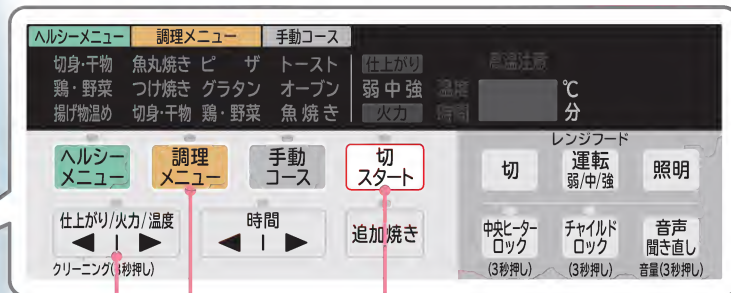 ヘルシーメニュー 調理メニュー 手動コース
切身・干物 魚丸焼き ピザ トースト 仕上がり 高温注意
鶏・野菜 つけ焼き グラタン オーブン 弱 中 強 温度 ℃
揚げ物温め 切身・干物 鶏・野菜 魚焼き 火力 時間 分
レンジフード
ヘルシー
メニュー
調理
メニュー
手動
コース
切
スタート
切
運転
弱/中/強
照明
仕上がり/火力/温度
◀ I ▶
時間
◀ I ▶
追加焼き
中央ヒーター
ロック
チャイルド
ロック
音声
聞き直し
クリーニング(3秒押し)
(3秒押し)
(3秒押し)
音量(3秒押し)